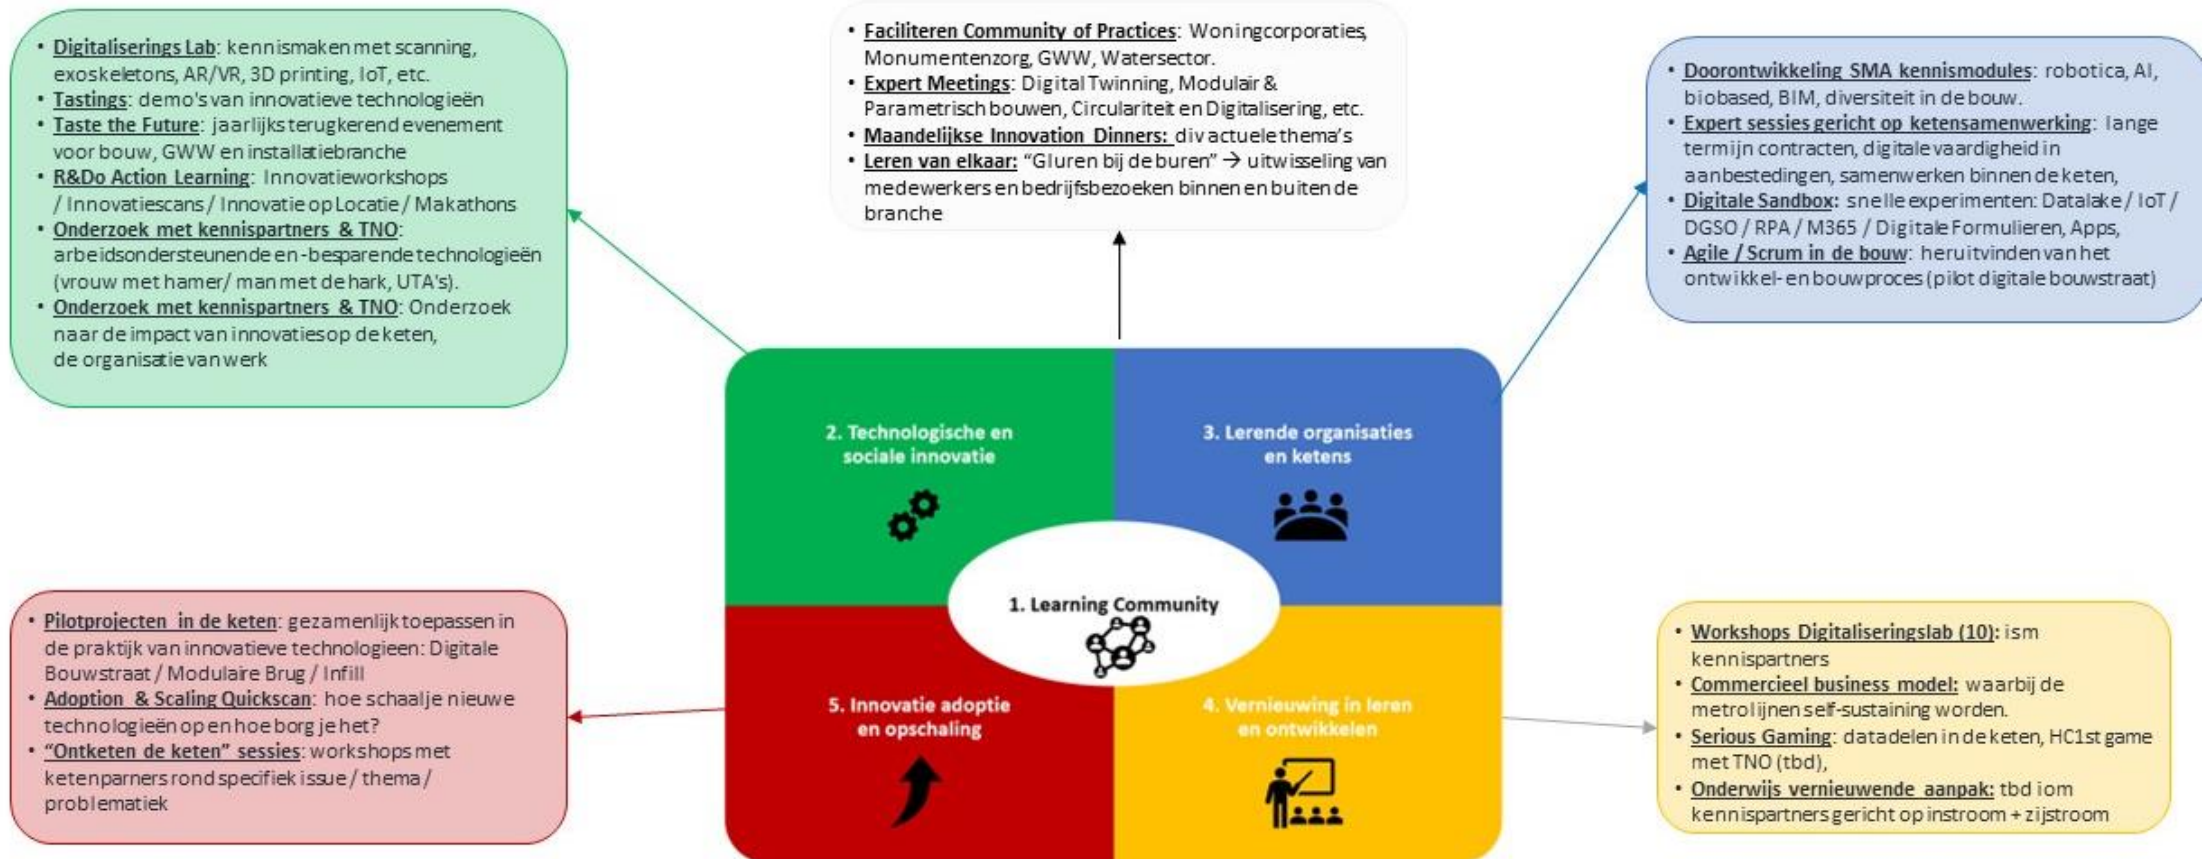 • Digitaliserings Lab: kennismaken met scanning,
exoskeletons, AR/VR, 3D printing, IoT, etc.
• Tastings: demo's van innovatieve technologieën
• Taste the Future: jaarlijks terugkerend evenement
voor bouw, GWW en installatiebranche
• R&Do Action Learning: Innovatieworkshops
/ Innovatiescans / Innovatie op Locatie / Makathons
• Onderzoek met kennispartners & TNO:
arbeidsondersteunende en -besparende technologieën
(vrouw met hamer/ man met de hark, UTA's).
• Onderzoek met kennispartners & TNO: Onderzoek
naar de impact van innovaties op de keten,
de organisatie van werk
• Faciliteren Community of Practices: Woningcorporaties,
Monumentenzorg, GWW, Watersector.
• Expert Meetings: Digital Twinning, Modulair &
Parametrisch bouwen, Circulariteit en Digitalisering, etc.
• Maandelijkse Innovation Dinners: div actuele thema's
• Leren van elkaar: “Gluren bij de buren” → uitwisseling van
medewerkers en bedrijfsbezoeken binnen en buiten de
branche
• Doorontwikkeling SMA kennismodules: robotica, AI,
biobased, BIM, diversiteit in de bouw.
• Expert sessies gericht op ketensamenwerking: lange
termijn contracten, digitale vaardigheid in
aanbestedingen, samenwerken binnen de keten,
• Digitale Sandbox: snelle experimenten: Datalake / IoT /
DGSO / RPA / M365 / Digitale Formulieren, Apps,
• Agile / Scrum in de bouw: heruitvinden van het
ontwikkel- en bouwproces (pilot digitale bouwstraat)
2. Technologische en
sociale innovatie
3. Lerende organisaties
en ketens
1. Learning Community
5. Innovatie adoptie
en opschaling
4. Vernieuwing in leren
en ontwikkelen
• Pilotprojecten in de keten: gezamenlijk toepassen in
de praktijk van innovatieve technologieen: Digitale
Bouwstraat / Modulaire Brug / Infill
• Adoption & Scaling Quickscan: hoe schaal je nieuwe
technologieën op en hoe borg je het?
• “Ontketen de keten” sessies: workshops met
ketenparners rond specifiek issue / thema /
problematiek
• Workshops Digitaliseringslab (10): ism
kennispartners
• Commercieel business model: waarbij de
metrolijnen self-sustaining worden.
• Serious Gaming: datadelen in de keten, HC1st game
met TNO (tbd),
• Onderwijs vernieuwende aanpak: tbd iom
kennispartners gericht op instroom + zijstroom